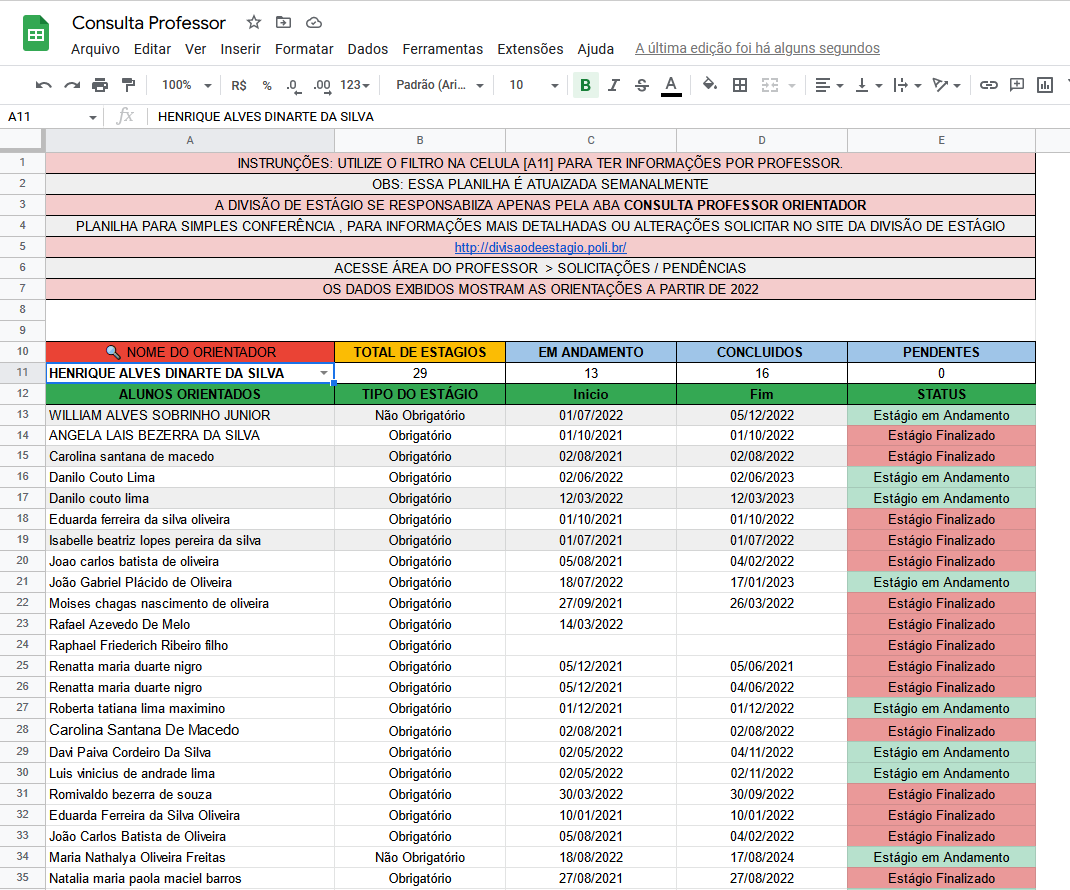 Consulta Professor
Arquivo Editar Ver Inserir Formatar Dados Ferramentas Extensões Ajuda A última edição foi há alguns segundos
100% R$ % .0 .00 123 Padrão (Ari... 10 B I S A
A11 fx HENRIQUE ALVES DINARTE DA SILVA
A B C D E
1 INSTRUNÇÕES: UTILIZE O FILTRO NA CELULA [A11] PARA TER INFORMAÇÕES POR PROFESSOR.
2 OBS: ESSA PLANILHA É ATUAIZADA SEMANALMENTE
3 A DIVISÃO DE ESTÁGIO SE RESPONSABIIZA APENAS PELA ABA CONSULTA PROFESSOR ORIENTADOR
4 PLANILHA PARA SIMPLES CONFERÊNCIA , PARA INFORMAÇÕES MAIS DETALHADAS OU ALTERAÇÕES SOLICITAR NO SITE DA DIVISÃO DE ESTÁGIO
5 http://divisaodeestagio.poli.br/
6 ACESSE ÁREA DO PROFESSOR > SOLICITAÇÕES / PENDÊNCIAS
7 OS DADOS EXIBIDOS MOSTRAM AS ORIENTAÇÕES A PARTIR DE 2022
8
9
10 NOME DO ORIENTADOR TOTAL DE ESTAGIOS EM ANDAMENTO CONCLUIDOS PENDENTES
11 HENRIQUE ALVES DINARTE DA SILVA 29 13 16 0
12 ALUNOS ORIENTADOS TIPO DO ESTÁGIO Inicio Fim STATUS
13 WILLIAM ALVES SOBRINHO JUNIOR Não Obrigatório 01/07/2022 05/12/2022 Estágio em Andamento
14 ANGELA LAIS BEZERRA DA SILVA Obrigatório 01/10/2021 01/10/2022 Estágio Finalizado
15 Carolina santana de macedo Obrigatório 02/08/2021 02/08/2022 Estágio Finalizado
16 Danilo Couto Lima Obrigatório 02/06/2022 02/06/2023 Estágio em Andamento
17 Danilo couto lima Obrigatório 12/03/2022 12/03/2023 Estágio em Andamento
18 Eduarda ferreira da silva oliveira Obrigatório 01/10/2021 01/10/2022 Estágio Finalizado
19 Isabelle beatriz lopes pereira da silva Obrigatório 01/07/2021 01/07/2022 Estágio Finalizado
20 Joao carlos batista de oliveira Obrigatório 05/08/2021 04/02/2022 Estágio Finalizado
21 João Gabriel Plácido de Oliveira Obrigatório 18/07/2022 17/01/2023 Estágio em Andamento
22 Moises chagas nascimento de oliveira Obrigatório 27/09/2021 26/03/2022 Estágio Finalizado
23 Rafael Azevedo De Melo Obrigatório 14/03/2022 Estágio Finalizado
24 Raphael Friederich Ribeiro filho Obrigatório Estágio Finalizado
25 Renatta maria duarte nigro Obrigatório 05/12/2021 05/06/2021 Estágio Finalizado
26 Renatta maria duarte nigro Obrigatório 05/12/2021 04/06/2022 Estágio Finalizado
27 Roberta tatiana lima maximino Obrigatório 01/12/2021 01/12/2022 Estágio em Andamento
28 Carolina Santana De Macedo Obrigatório 02/08/2021 02/08/2022 Estágio Finalizado
29 Davi Paiva Cordeiro Da Silva Obrigatório 02/05/2022 04/11/2022 Estágio em Andamento
30 Luis vinicius de andrade lima Obrigatório 02/05/2022 02/11/2022 Estágio em Andamento
31 Romivaldo bezerra de souza Obrigatório 30/03/2022 30/09/2022 Estágio Finalizado
32 Eduarda Ferreira da Silva Oliveira Obrigatório 10/01/2021 10/01/2022 Estágio Finalizado
33 João Carlos Batista de Oliveira Obrigatório 05/08/2021 04/02/2022 Estágio Finalizado
34 Maria Nathalya Oliveira Freitas Não Obrigatório 18/08/2022 17/08/2024 Estágio em Andamento
35 Natalia maria paola maciel barros Obrigatório 27/08/2021 27/08/2022 Estágio Finalizado